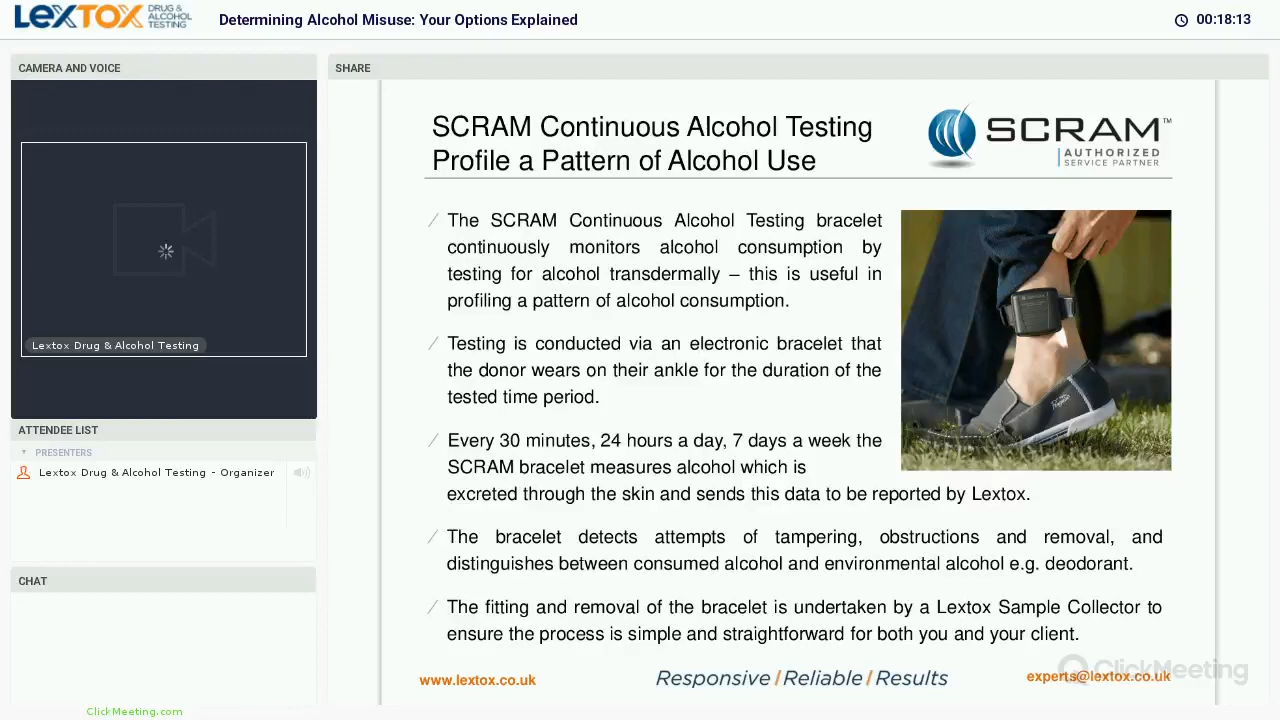 LEXTOX DRUG & ALCOHOL TESTING
Determining Alcohol Misuse: Your Options Explained
00:18:13
CAMERA AND VOICE
Lextox Drug & Alcohol Testing
ATTENDEE LIST
PRESENTERS
Lextox Drug & Alcohol Testing - Organizer
CHAT
ClickMeeting.com
SHARE
SCRAM Continuous Alcohol Testing
Profile a Pattern of Alcohol Use
SCRAM™
AUTHORIZED
SERVICE PARTNER
The SCRAM Continuous Alcohol Testing bracelet
continuously monitors alcohol consumption by
testing for alcohol transdermally – this is useful in
profiling a pattern of alcohol consumption.
Testing is conducted via an electronic bracelet that
the donor wears on their ankle for the duration of the
tested time period.
Every 30 minutes, 24 hours a day, 7 days a week the
SCRAM bracelet measures alcohol which is
excreted through the skin and sends this data to be reported by Lextox.
The bracelet detects attempts of tampering, obstructions and removal, and
distinguishes between consumed alcohol and environmental alcohol e.g. deodorant.
The fitting and removal of the bracelet is undertaken by a Lextox Sample Collector to
ensure the process is simple and straightforward for both you and your client.
www.lextox.co.uk
Responsive / Reliable / Results
experts@lextox.co.uk
ClickMeeting